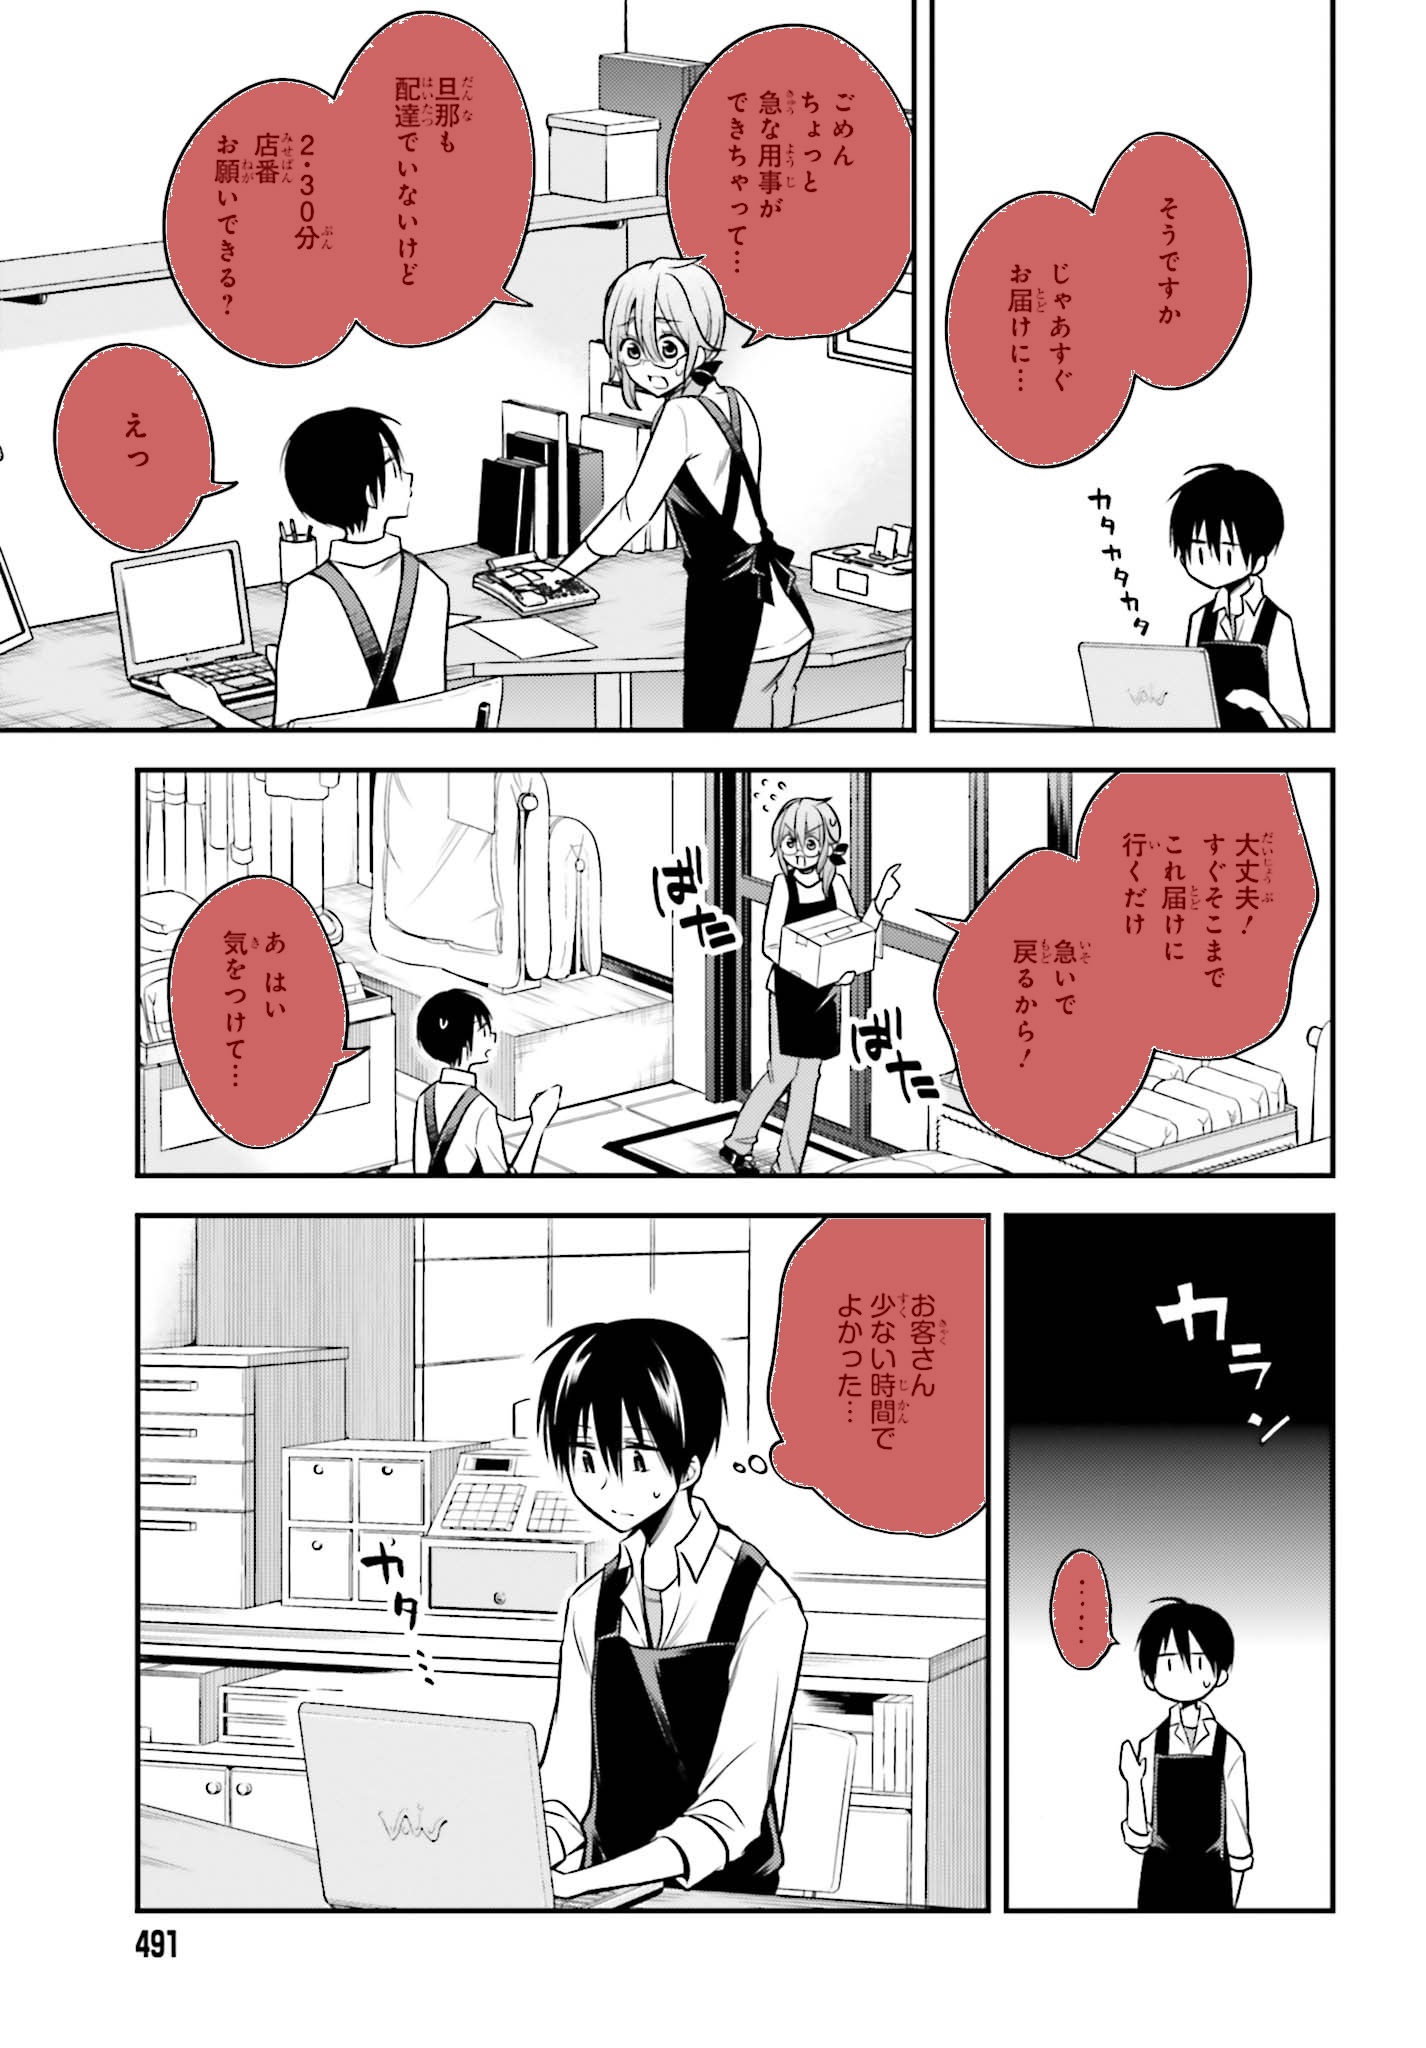 そうですか
じゃあすぐ
お届けに…
カタカタカタ
vaiv
ごめん
ちょっと
急な用事が
できちゃって…
旦那も
配達でいないけど
2・30分
店番
お願いできる?
えっ
大丈夫!
すぐそこまで
これ届けに
行くだけ
急いで
戻るから!
ばたばた
あ はい
気をつけて…
カラン
……
お客さん
少ない時間で
よかった…
カタ…
vaiv
491